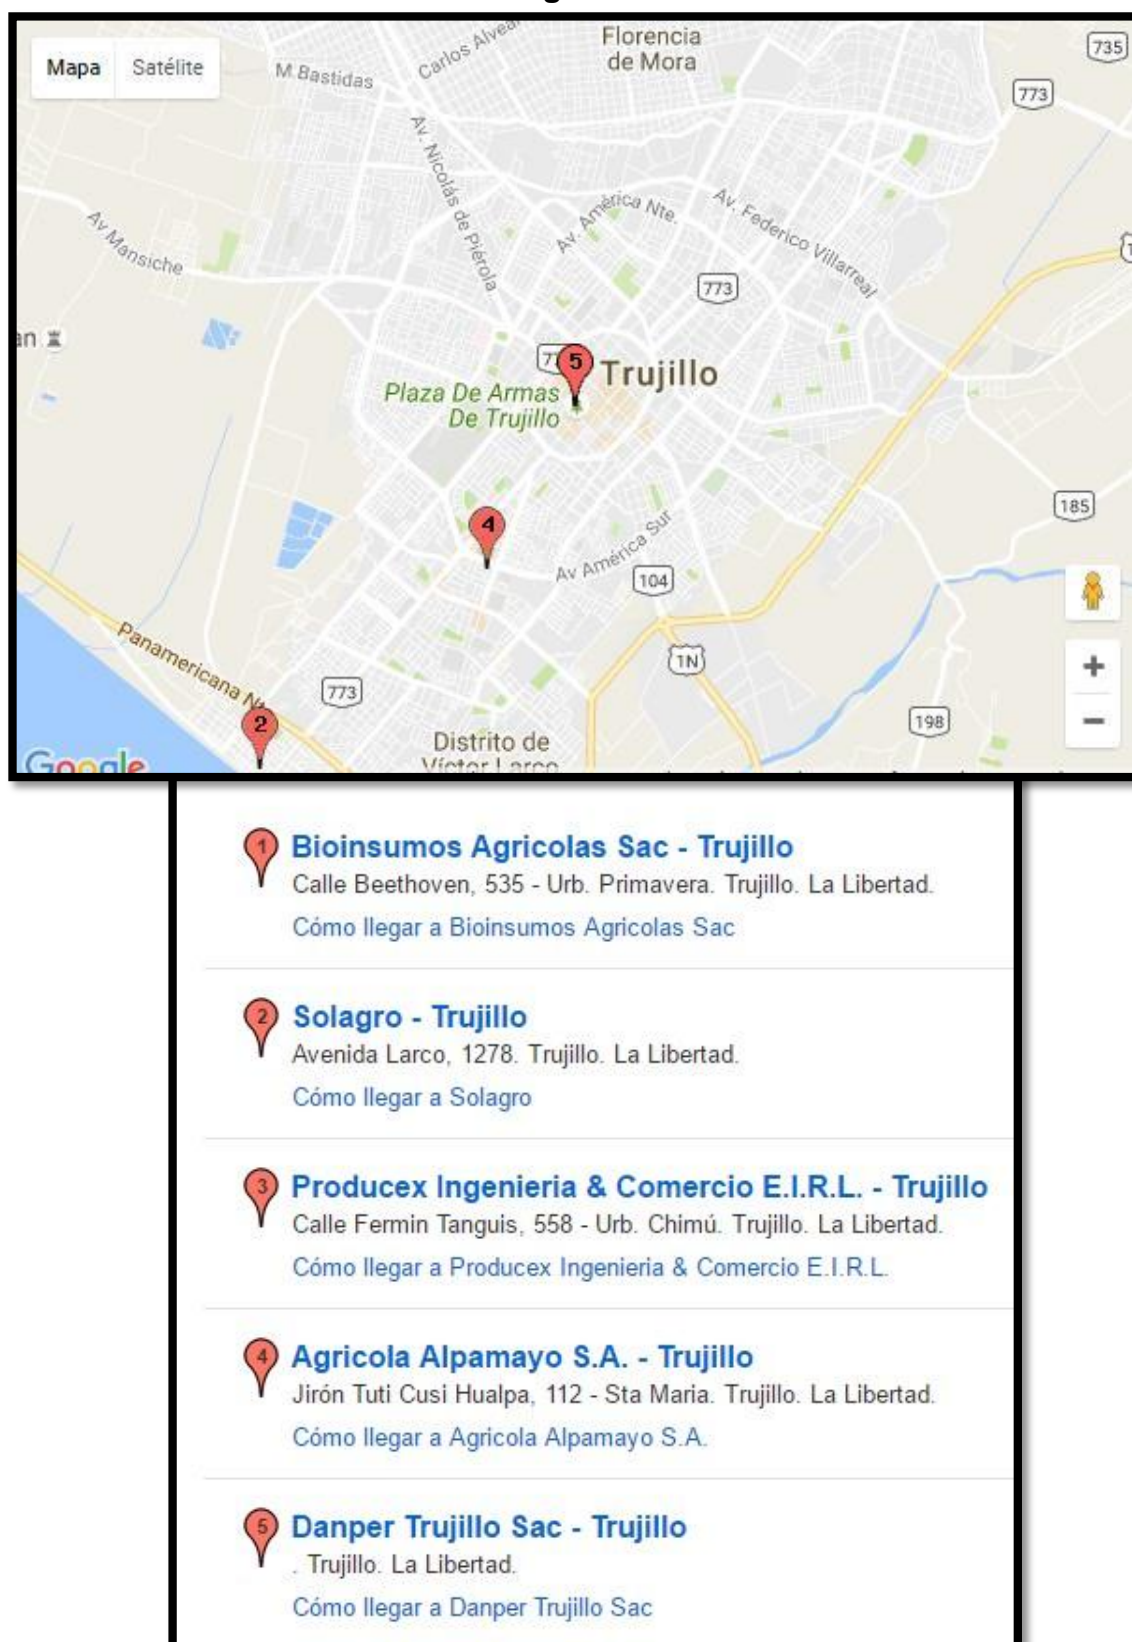 Mapa Satélite
M.Bastidas
Carlos Alvear
Florencia
de Mora
735
773
Av. Nicolás de Piérola
Av. América Nte.
Av. Federico Villarreal
Av Mansiche
773
5
Trujillo
Plaza De Armas
De Trujillo
4
Av América Sur
185
104
1N
Panamericana
2
773
198
Distrito de
Víctor Larco
Google
+
−
1 Bioinsumos Agricolas Sac - Trujillo
Calle Beethoven, 535 - Urb. Primavera. Trujillo. La Libertad.
Cómo llegar a Bioinsumos Agricolas Sac
2 Solagro - Trujillo
Avenida Larco, 1278. Trujillo. La Libertad.
Cómo llegar a Solagro
3 Producex Ingenieria & Comercio E.I.R.L. - Trujillo
Calle Fermin Tanguis, 558 - Urb. Chimú. Trujillo. La Libertad.
Cómo llegar a Producex Ingenieria & Comercio E.I.R.L.
4 Agricola Alpamayo S.A. - Trujillo
Jirón Tuti Cusi Hualpa, 112 - Sta Maria. Trujillo. La Libertad.
Cómo llegar a Agricola Alpamayo S.A.
5 Danper Trujillo Sac - Trujillo
. Trujillo. La Libertad.
Cómo llegar a Danper Trujillo Sac